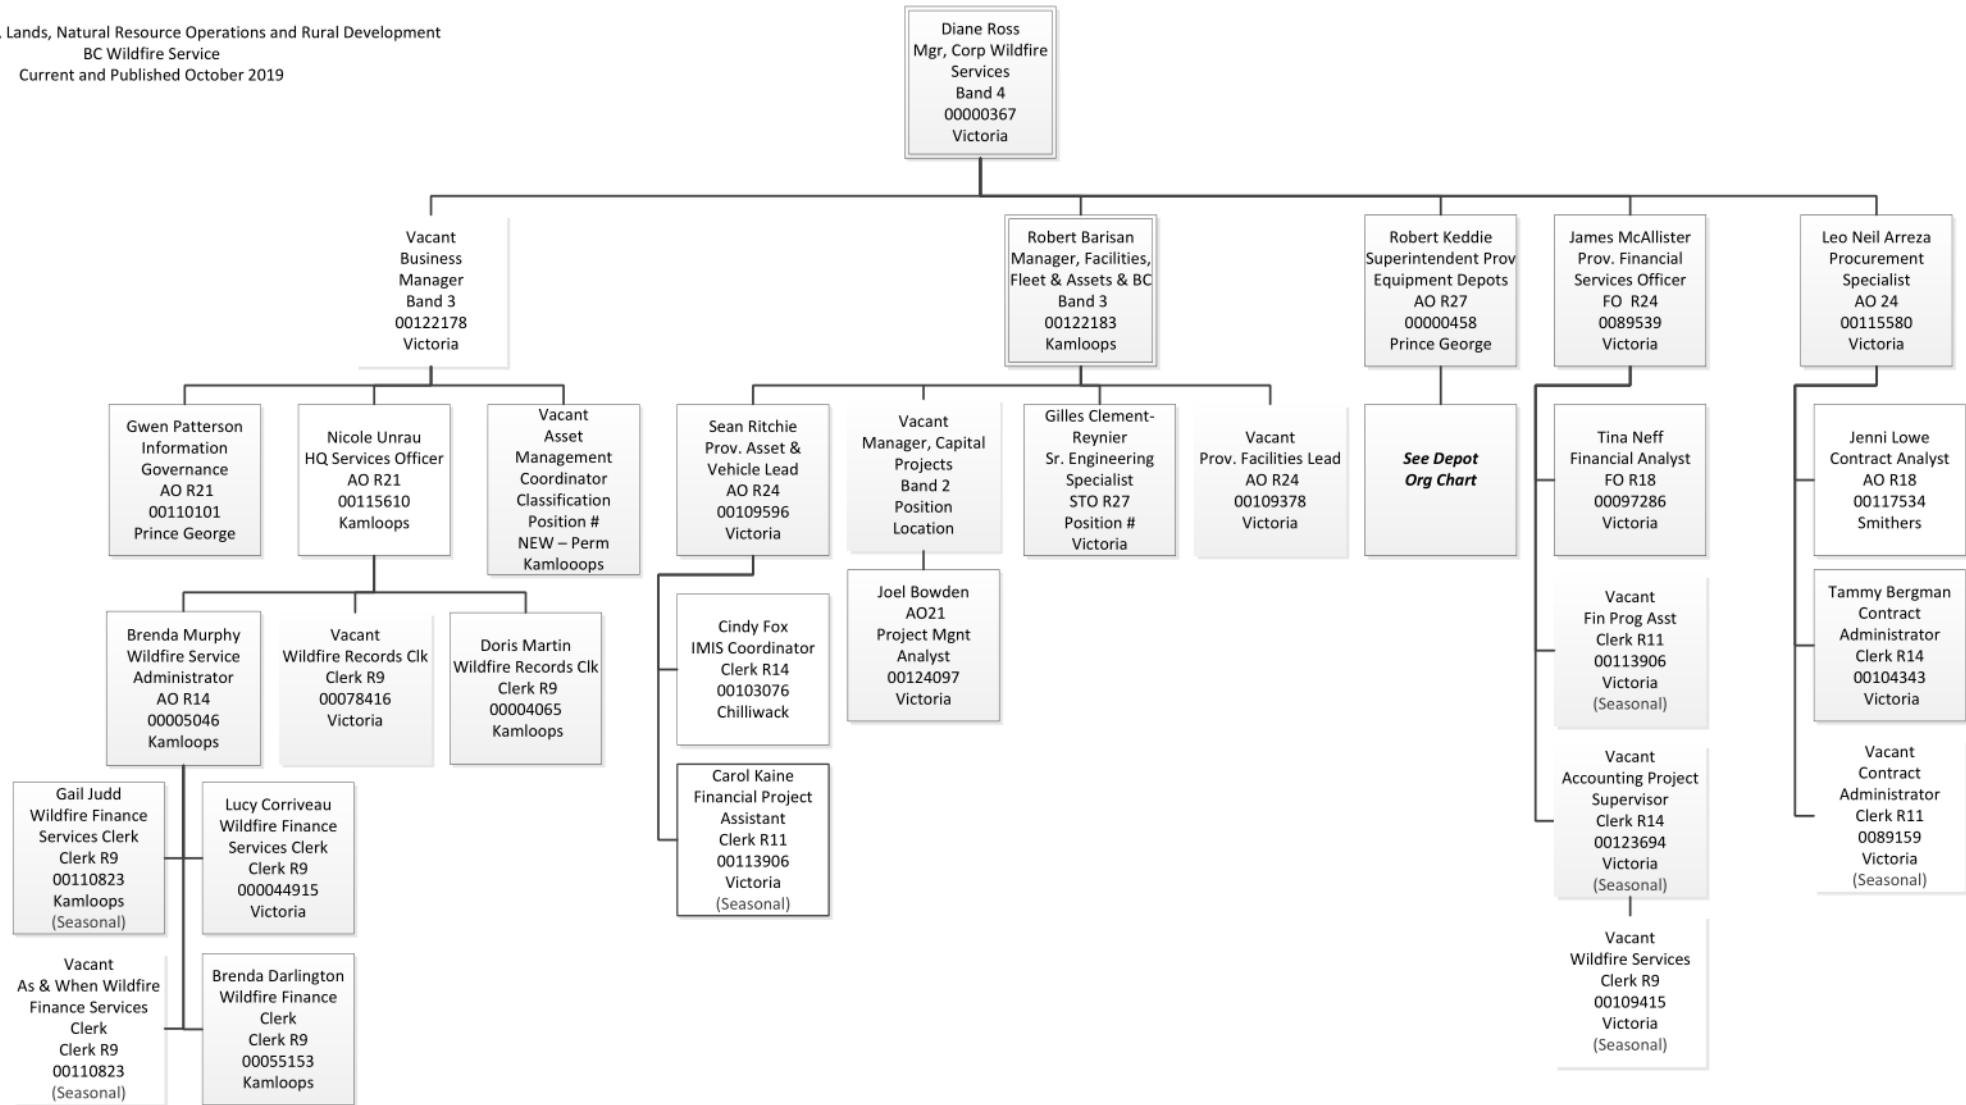 , Lands, Natural Resource Operations and Rural Development
BC Wildfire Service
Current and Published October 2019
Diane Ross
Mgr, Corp Wildfire
Services
Band 4
00000367
Victoria
Vacant
Business
Manager
Band 3
00122178
Victoria
Robert Barisan
Manager, Facilities,
Fleet & Assets & BC
Band 3
00122183
Kamloops
Robert Keddie
Superintendent Prov
Equipment Depots
AO R27
00000458
Prince George
James McAllister
Prov. Financial
Services Officer
FO R24
0089539
Victoria
Leo Neil Arreza
Procurement
Specialist
AO 24
00115580
Victoria
Gwen Patterson
Information
Governance
AO R21
00110101
Prince George
Nicole Unrau
HQ Services Officer
AO R21
00115610
Kamloops
Vacant
Asset
Management
Coordinator
Classification
Position #
NEW – Perm
Kamlooops
Sean Ritchie
Prov. Asset &
Vehicle Lead
AO R24
00109596
Victoria
Vacant
Manager, Capital
Projects
Band 2
Position
Location
Gilles Clement-
Reynier
Sr. Engineering
Specialist
STO R27
Position #
Victoria
Vacant
Prov. Facilities Lead
AO R24
00109378
Victoria
See Depot
Org Chart
Tina Neff
Financial Analyst
FO R18
00097286
Victoria
Jenni Lowe
Contract Analyst
AO R18
00117534
Smithers
Brenda Murphy
Wildfire Service
Administrator
AO R14
00005046
Kamloops
Vacant
Wildfire Records Clk
Clerk R9
00078416
Victoria
Doris Martin
Wildfire Records Clk
Clerk R9
00004065
Kamloops
Cindy Fox
IMIS Coordinator
Clerk R14
00103076
Chilliwack
Joel Bowden
AO21
Project Mgnt
Analyst
00124097
Victoria
Vacant
Fin Prog Asst
Clerk R11
00113906
Victoria
(Seasonal)
Tammy Bergman
Contract
Administrator
Clerk R14
00104343
Victoria
Gail Judd
Wildfire Finance
Services Clerk
Clerk R9
00110823
Kamloops
(Seasonal)
Lucy Corriveau
Wildfire Finance
Services Clerk
Clerk R9
000044915
Victoria
Carol Kaine
Financial Project
Assistant
Clerk R11
00113906
Victoria
(Seasonal)
Vacant
Accounting Project
Supervisor
Clerk R14
00123694
Victoria
(Seasonal)
Vacant
Contract
Administrator
Clerk R11
0089159
Victoria
(Seasonal)
Vacant
As & When Wildfire
Finance Services
Clerk
Clerk R9
00110823
(Seasonal)
Brenda Darlington
Wildfire Finance
Clerk
Clerk R9
00055153
Kamloops
Vacant
Wildfire Services
Clerk R9
00109415
Victoria
(Seasonal)